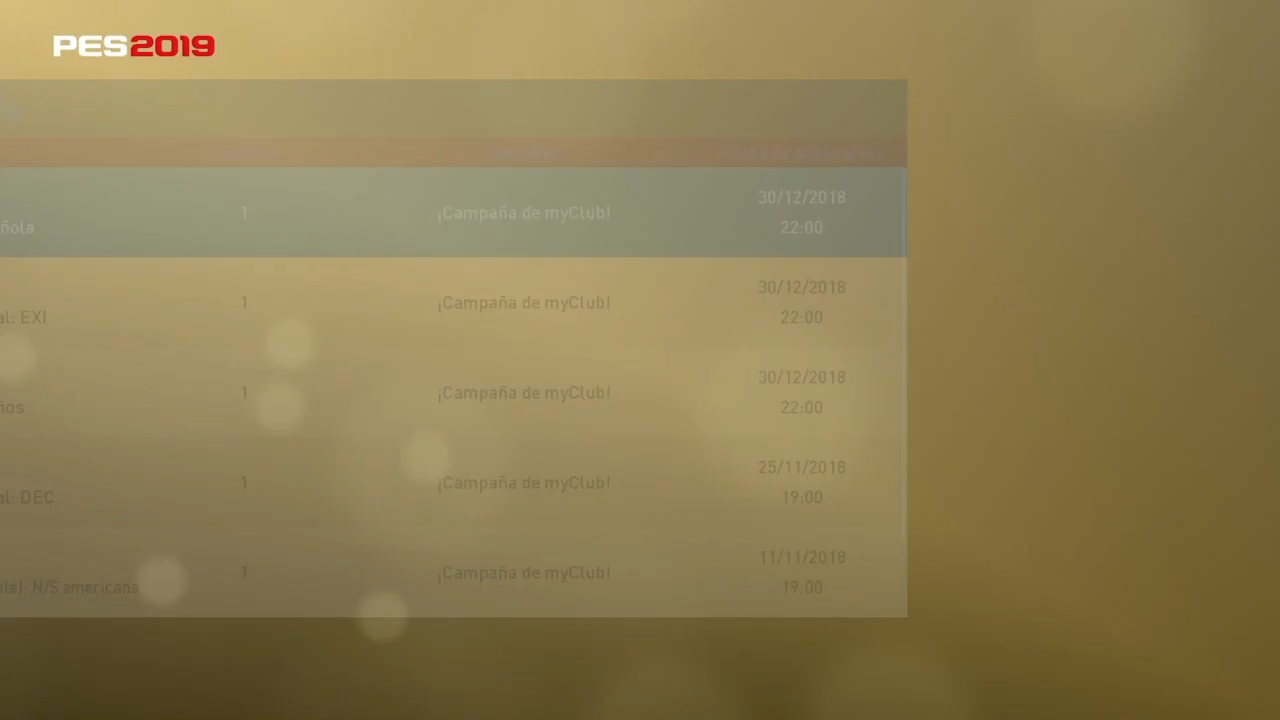 PES2019
1
¡Campaña de myClub!
30/12/2018
ñola
22:00
1
¡Campaña de myClub!
30/12/2018
al: EXI
22:00
1
¡Campaña de myClub!
30/12/2018
ños
22:00
1
¡Campaña de myClub!
25/11/2018
al: DEC
19:00
1
¡Campaña de myClub!
11/11/2018
nte): N/S americana
19:00